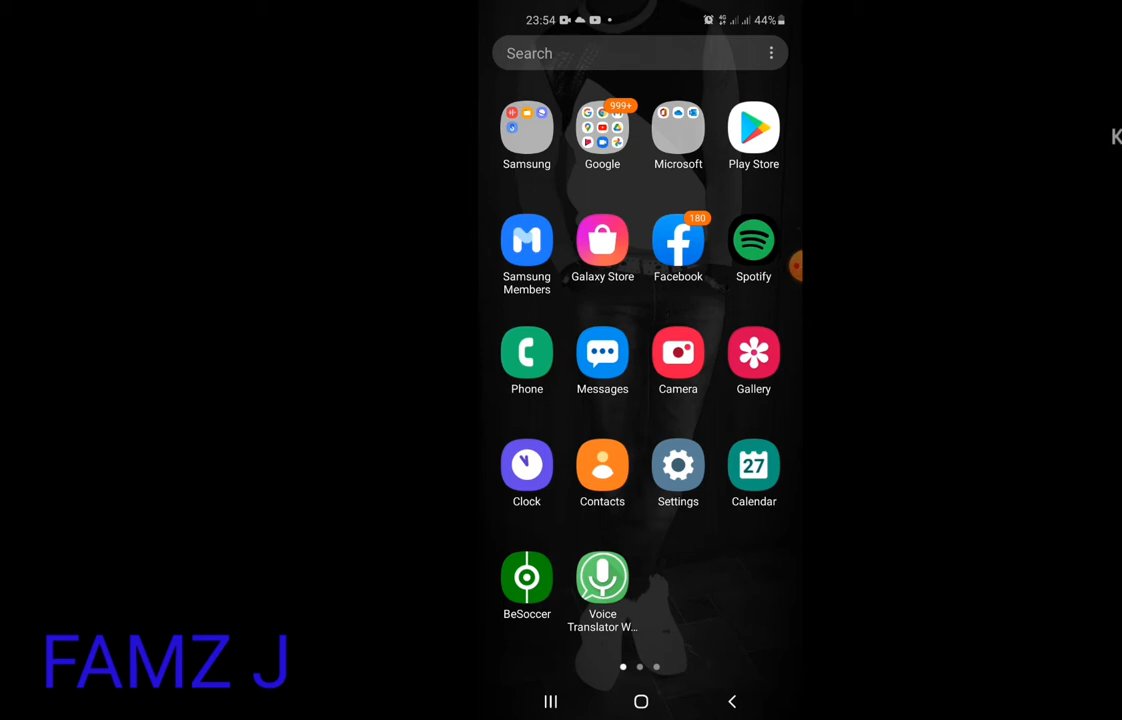 23:54 4G 44%
Search
999+
Samsung Google Microsoft Play Store
180
Samsung Members Galaxy Store Facebook Spotify
Phone Messages Camera Gallery
27
Clock Contacts Settings Calendar
BeSoccer Voice Translator W...
FAMZ J
K